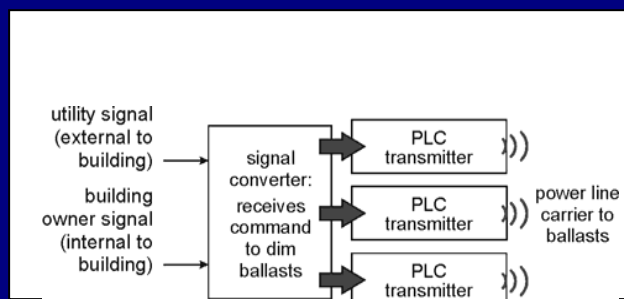 utility signal
(external to
building)
building
owner signal
(internal to
building)
signal
converter:
receives
command
to dim
ballasts
PLC
transmitter
PLC
transmitter
PLC
transmitter
power line
carrier to
ballasts